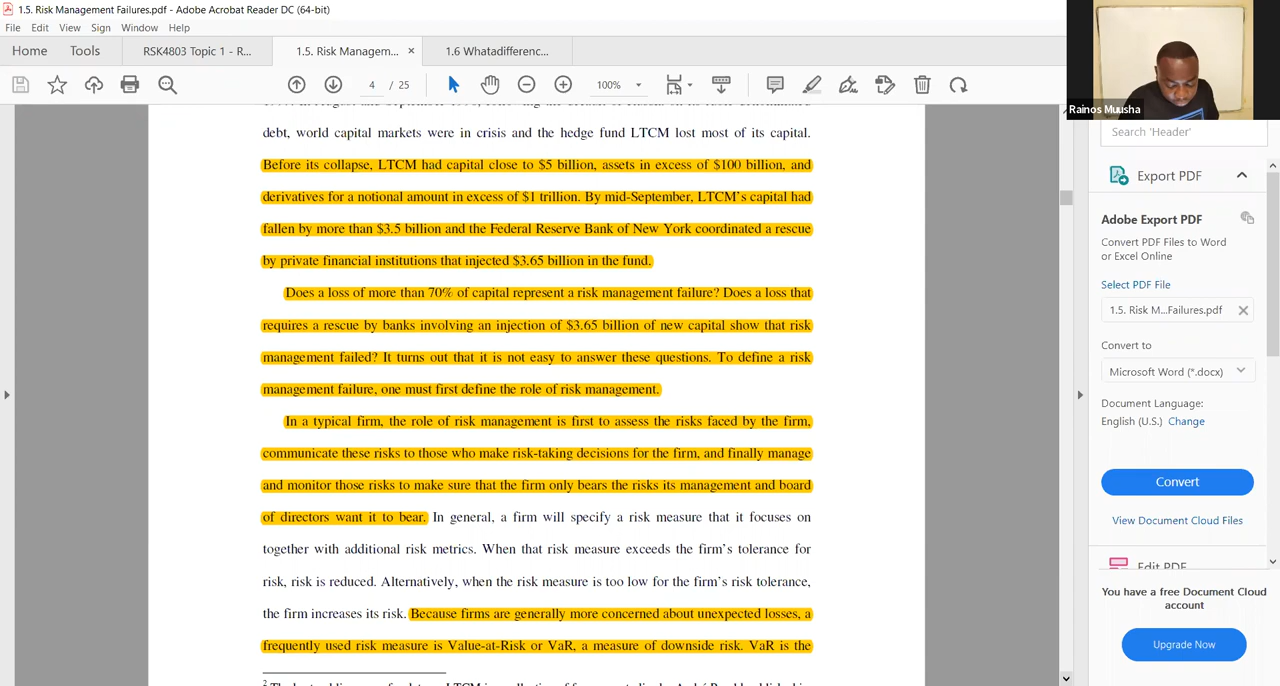 1.5. Risk Management Failures.pdf - Adobe Acrobat Reader DC (64-bit)
File Edit View Sign Window Help
Home Tools RSK4803 Topic 1 - R... 1.5. Risk Managem... × 1.6 Whatadifferenc...
4 / 25 100%
Rainos Muusha
debt, world capital markets were in crisis and the hedge fund LTCM lost most of its capital.
Before its collapse, LTCM had capital close to $5 billion, assets in excess of $100 billion, and
derivatives for a notional amount in excess of $1 trillion. By mid-September, LTCM's capital had
fallen by more than $3.5 billion and the Federal Reserve Bank of New York coordinated a rescue
by private financial institutions that injected $3.65 billion in the fund.
Does a loss of more than 70% of capital represent a risk management failure? Does a loss that
requires a rescue by banks involving an injection of $3.65 billion of new capital show that risk
management failed? It turns out that it is not easy to answer these questions. To define a risk
management failure, one must first define the role of risk management.
In a typical firm, the role of risk management is first to assess the risks faced by the firm,
communicate these risks to those who make risk-taking decisions for the firm, and finally manage
and monitor those risks to make sure that the firm only bears the risks its management and board
of directors want it to bear. In general, a firm will specify a risk measure that it focuses on
together with additional risk metrics. When that risk measure exceeds the firm's tolerance for
risk, risk is reduced. Alternatively, when the risk measure is too low for the firm's risk tolerance,
the firm increases its risk. Because firms are generally more concerned about unexpected losses, a
frequently used risk measure is Value-at-Risk or VaR, a measure of downside risk. VaR is the
2
Search 'Header'
Export PDF
Adobe Export PDF
Convert PDF Files to Word
or Excel Online
Select PDF File
1.5. Risk M...Failures.pdf
Convert to
Microsoft Word (*.docx)
Document Language:
English (U.S.) Change
Convert
View Document Cloud Files
Edit PDF
You have a free Document Cloud
account
Upgrade Now